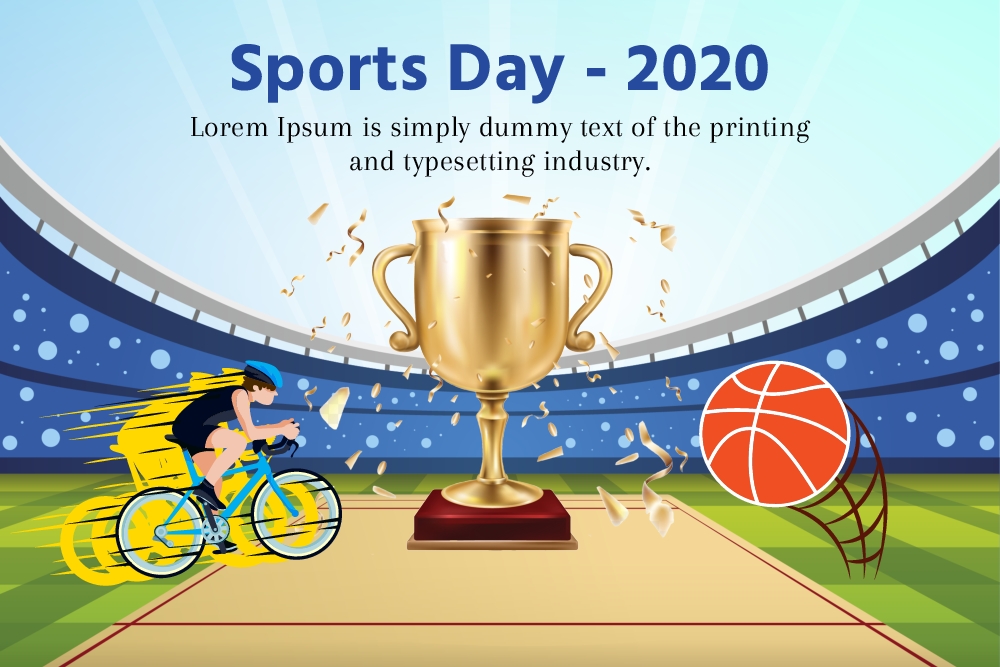 Sports Day - 2020
Lorem Ipsum is simply dummy text of the printing
and typesetting industry.